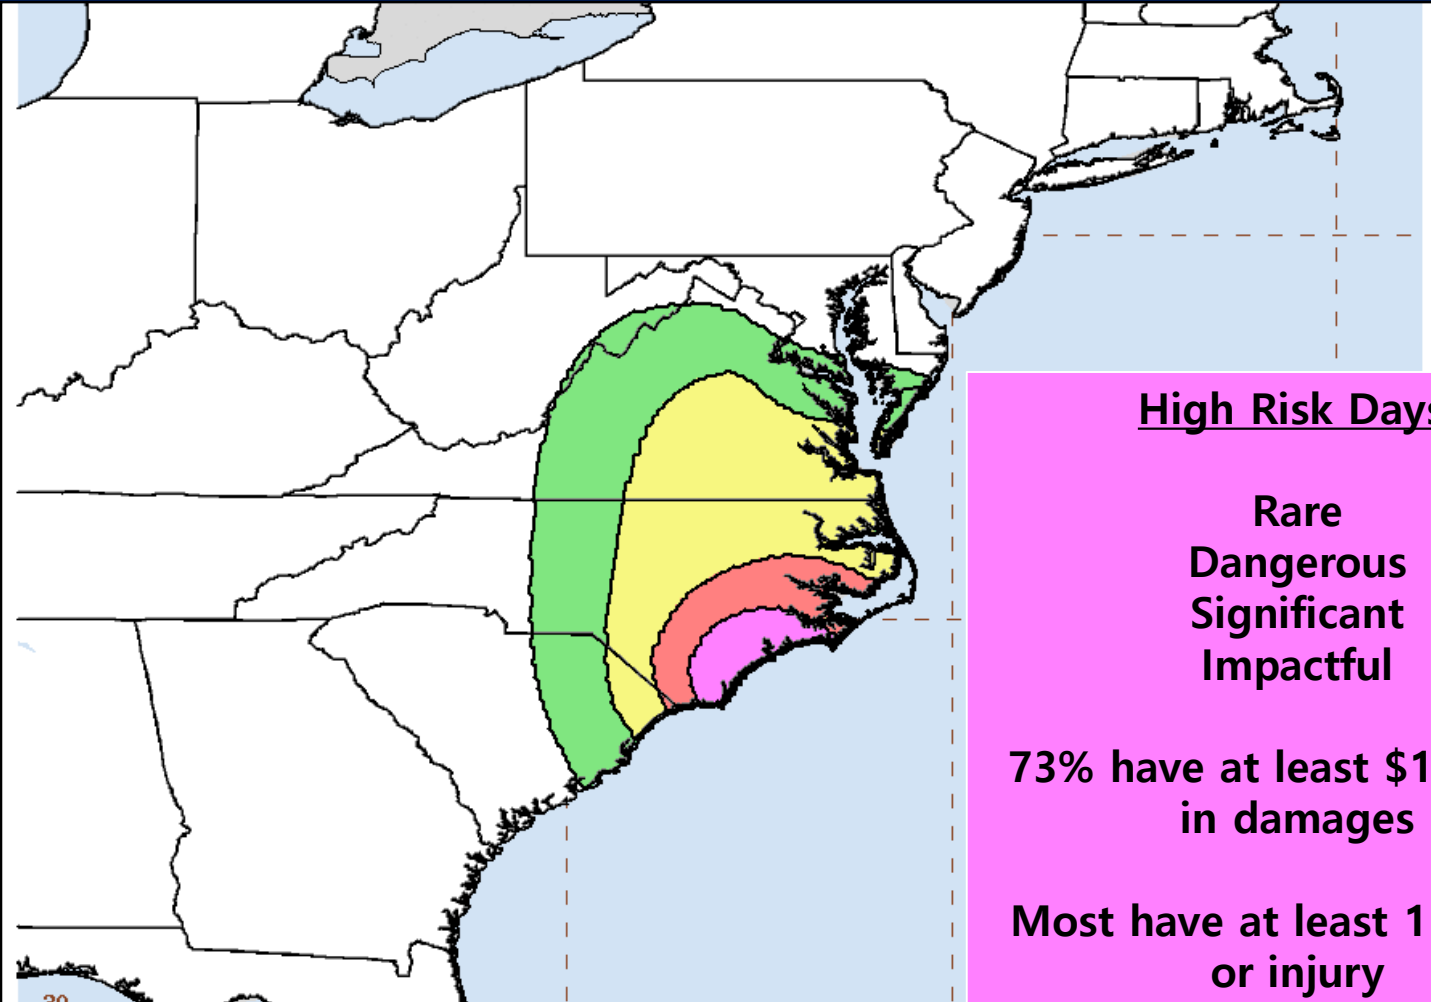 High Risk Days
Rare
Dangerous
Significant
Impactful
73% have at least $1
in damages
Most have at least 1
or injury